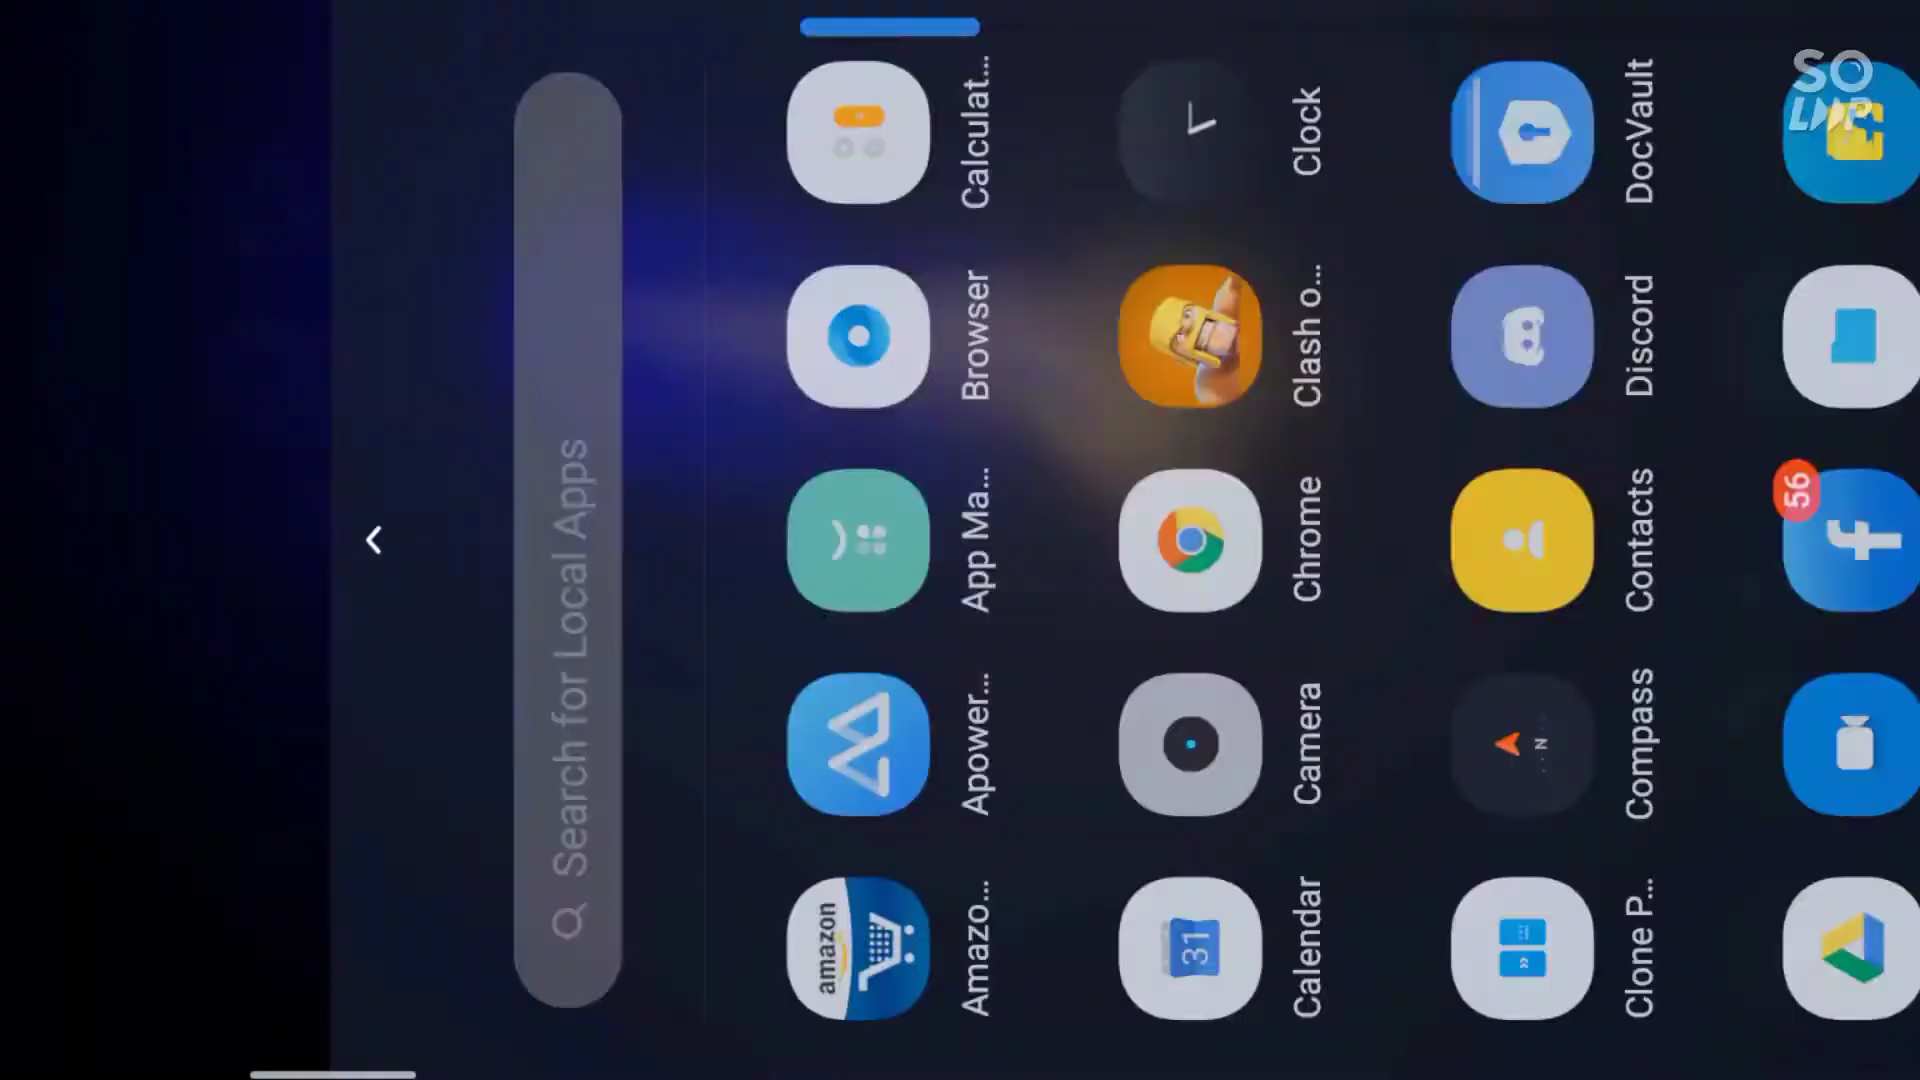 Search for Local Apps
amazon
Amazo...
Apower...
App Ma...
Browser
Calculat...
31
Calendar
Camera
Chrome
Clash o...
Clock
Clone P...
N
Compass
Contacts
Discord
DocVault
56
SO
LMP